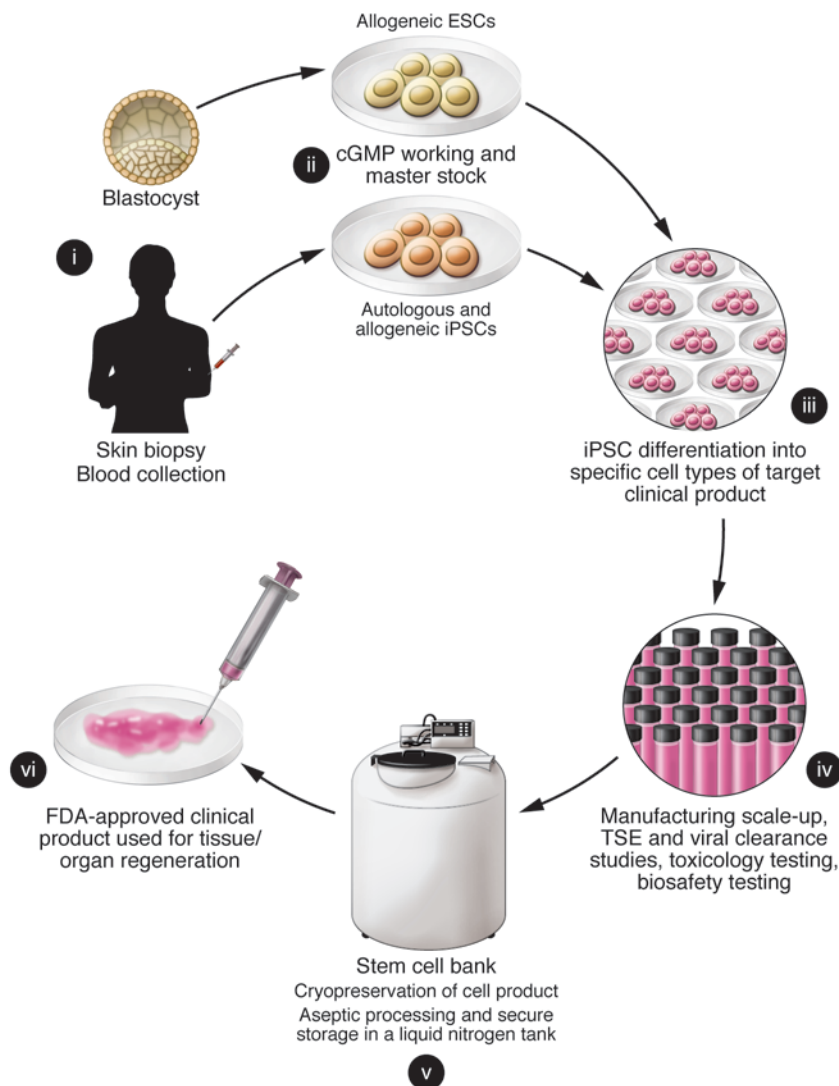 Allogeneic ESCs
ii
cGMP working and
master stock
Blastocyst
i
Autologous and
allogeneic iPSCs
Skin biopsy
Blood collection
iii
iPSC differentiation into
specific cell types of target
clinical product
iv
Manufacturing scale-up,
TSE and viral clearance
studies, toxicology testing,
biosafety testing
Stem cell bank
Cryopreservation of cell product
Aseptic processing and secure
storage in a liquid nitrogen tank
v
vi
FDA-approved clinical
product used for tissue/
organ regeneration